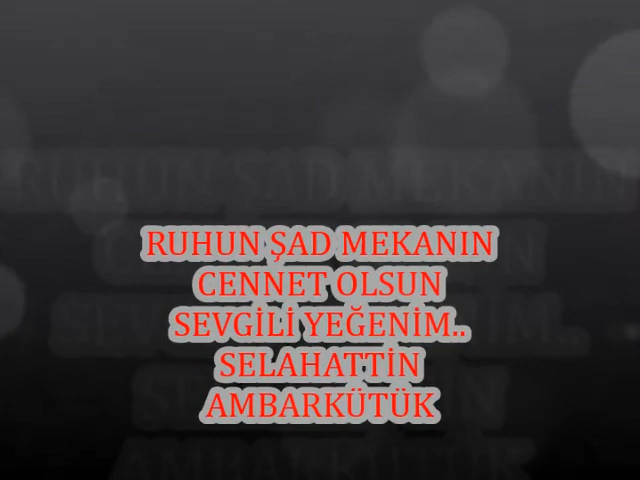 RUHUN ŞAD MEKANIN
CENNET OLSUN
SEVGİLİ YEĞENİM..
SELAHATTİN
AMBARKÜTÜK